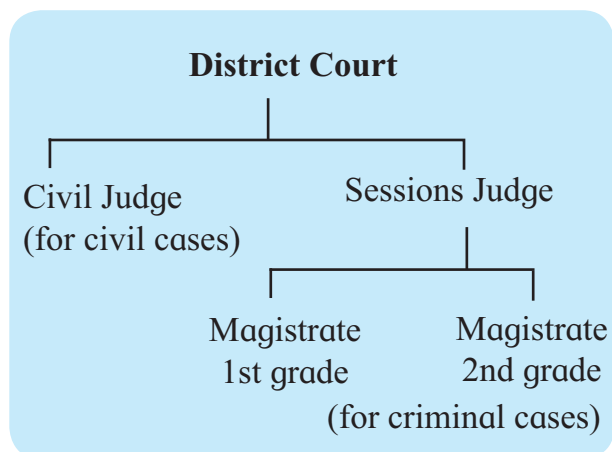 District Court
Civil Judge
(for civil cases)
Sessions Judge
Magistrate
1st grade
Magistrate
2nd grade
(for criminal cases)